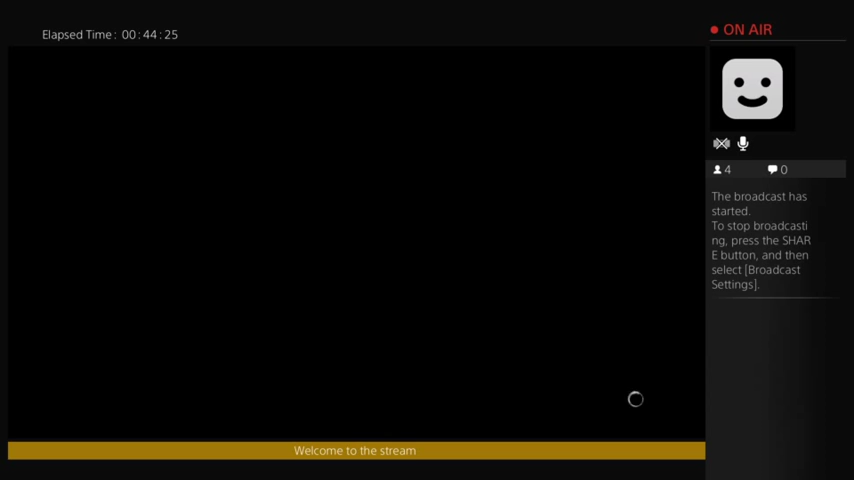 Elapsed Time : 00 : 44 : 25
ON AIR
4 0
The broadcast has
started.
To stop broadcasti
ng, press the SHAR
E button, and then
select [Broadcast
Settings].
Welcome to the stream